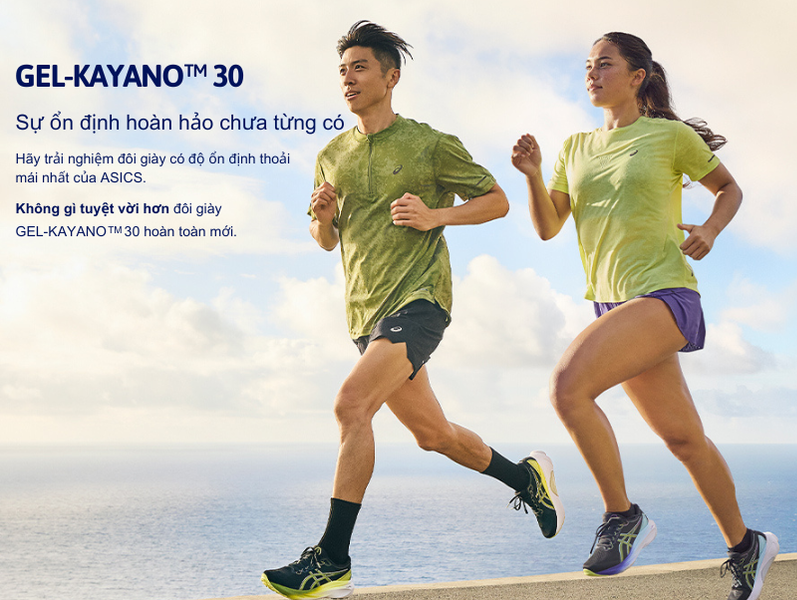 GEL-KAYANO™ 30
Sự ổn định hoàn hảo chưa từng có
Hãy trải nghiệm đôi giày có độ ổn định thoải
mái nhất của ASICS.
Không gì tuyệt vời hơn đôi giày
GEL-KAYANO™ 30 hoàn toàn mới.